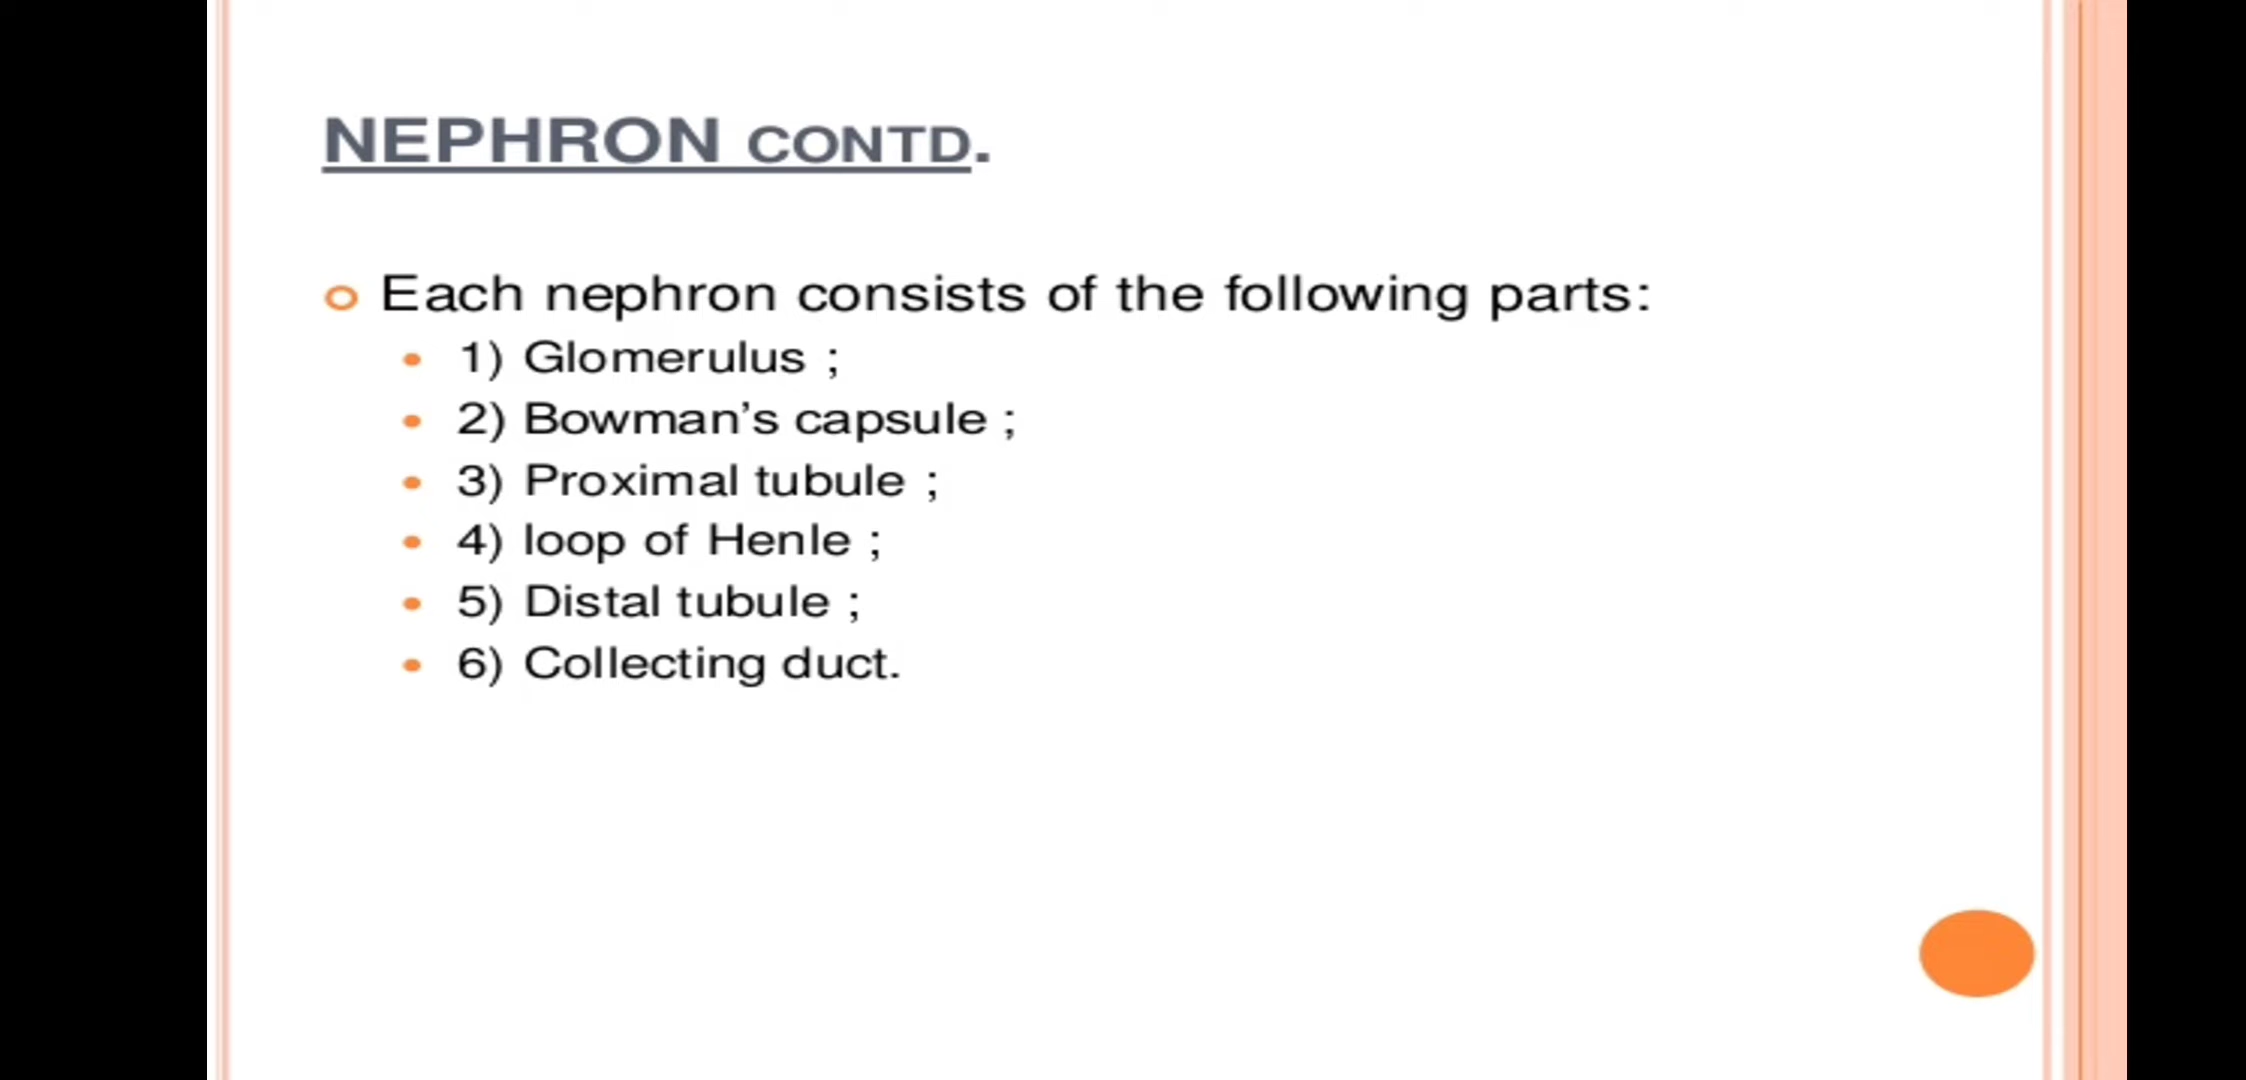 NEPHRON CONTD.
Each nephron consists of the following parts:
1) Glomerulus ;
2) Bowman’s capsule ;
3) Proximal tubule ;
4) loop of Henle ;
5) Distal tubule ;
6) Collecting duct.